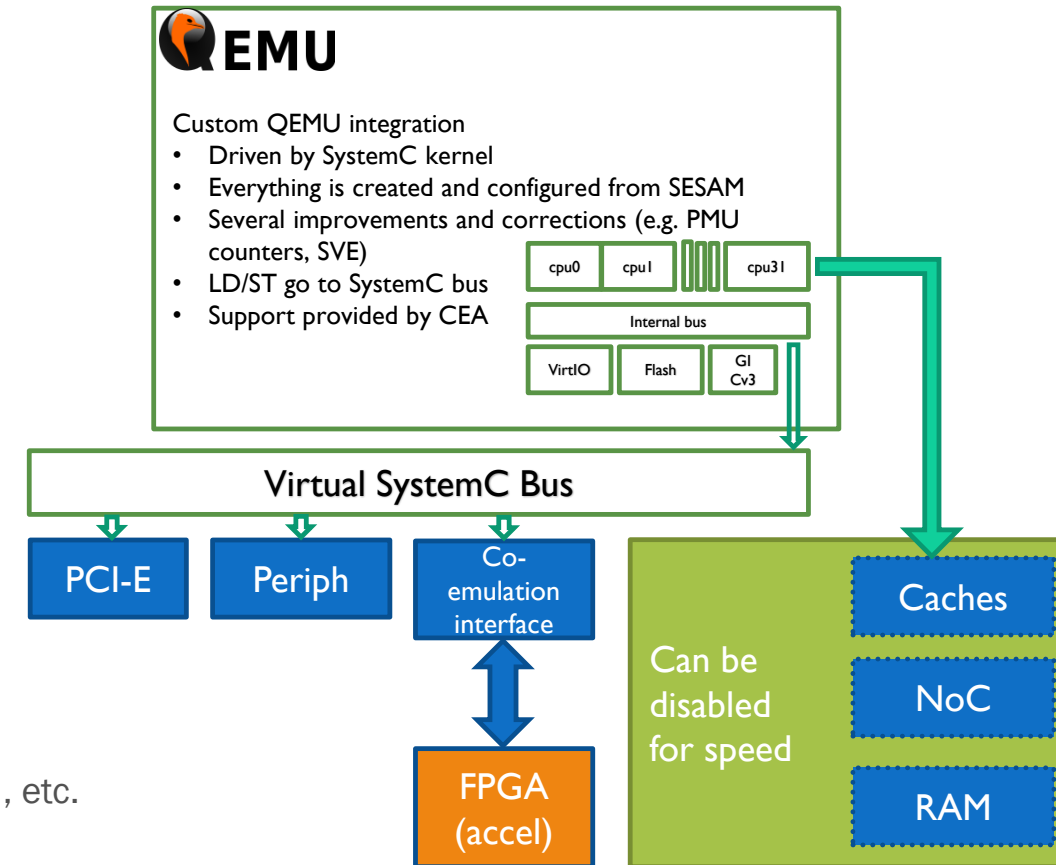 QEMU
Custom QEMU integration
• Driven by SystemC kernel
• Everything is created and configured from SESAM
• Several improvements and corrections (e.g. PMU
counters, SVE)
• LD/ST go to SystemC bus
• Support provided by CEA
cpu0 cpu1 cpu31
Internal bus
VirtIO Flash GI
Cv3
Virtual SystemC Bus
PCI-E Periph Co-
emulation
interface
Caches
Can be
disabled
for speed
NoC
RAM
FPGA
(accel)
, etc.